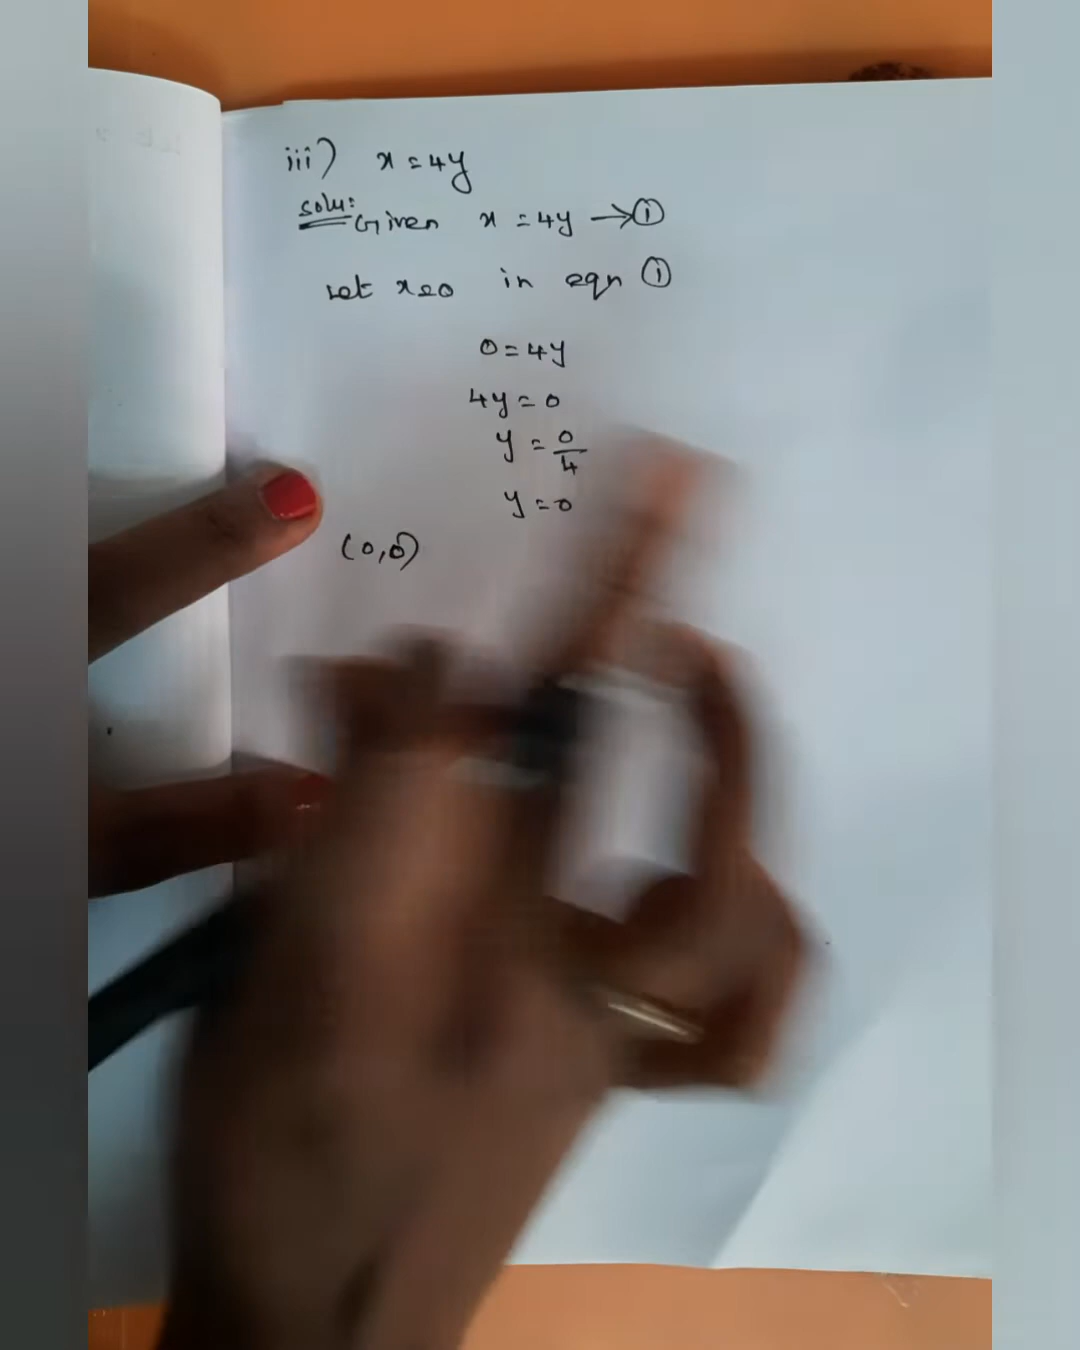 iii) x = 4y
Solu:
Given x = 4y → ①
Let x=0 in eqn ①
0 = 4y
4y = 0
y = 0/4
y = 0
(0,0)